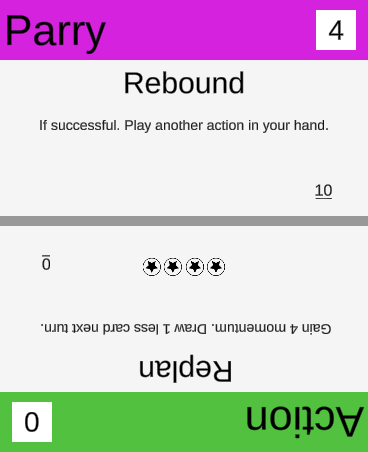 Parry 4
Rebound
If successful. Play another action in your hand.
10
Action 0
Replan
Gain 4 momentum. Draw 1 less card next turn.
0